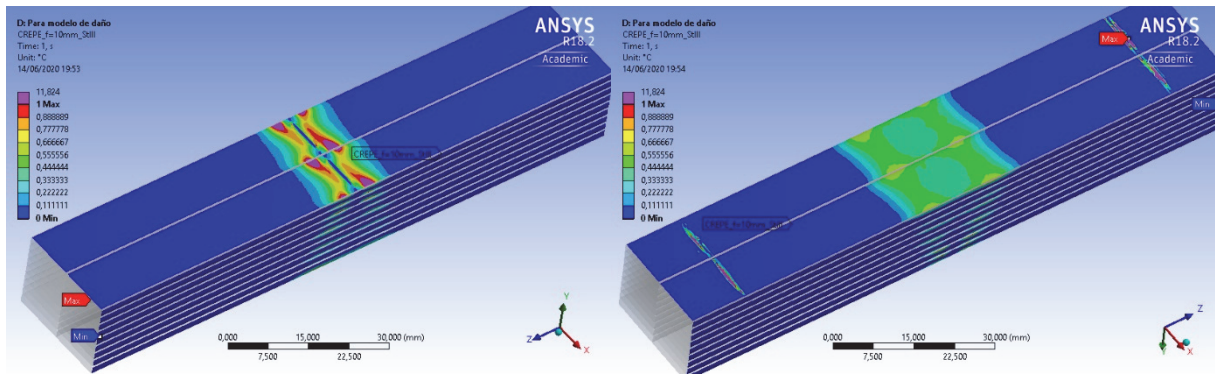 D: Para modelo de daño
CREPE_f=10mm_StIII
Time: 1, s
Unit: °C
14/06/2020 19:53
11,824
1 Max
0,888889
0,777778
0,666667
0,555556
0,444444
0,333333
0,222222
0,111111
0 Min
ANSYS
R18.2
Academic
CREPE_f=10mm_StIII
Max
Min
0,000
15,000
30,000 (mm)
7,500
22,500
Y
Z
X
D: Para modelo de daño
CREPE_f=10mm_StIII
Time: 1, s
Unit: °C
14/06/2020 19:54
11,824
1 Max
0,888889
0,777778
0,666667
0,555556
0,444444
0,333333
0,222222
0,111111
0 Min
ANSYS
R18.2
Academic
Max
Min
CREPE_f=10mm_StIII
0,000
15,000
30,000 (mm)
7,500
22,500
Z
X
Y